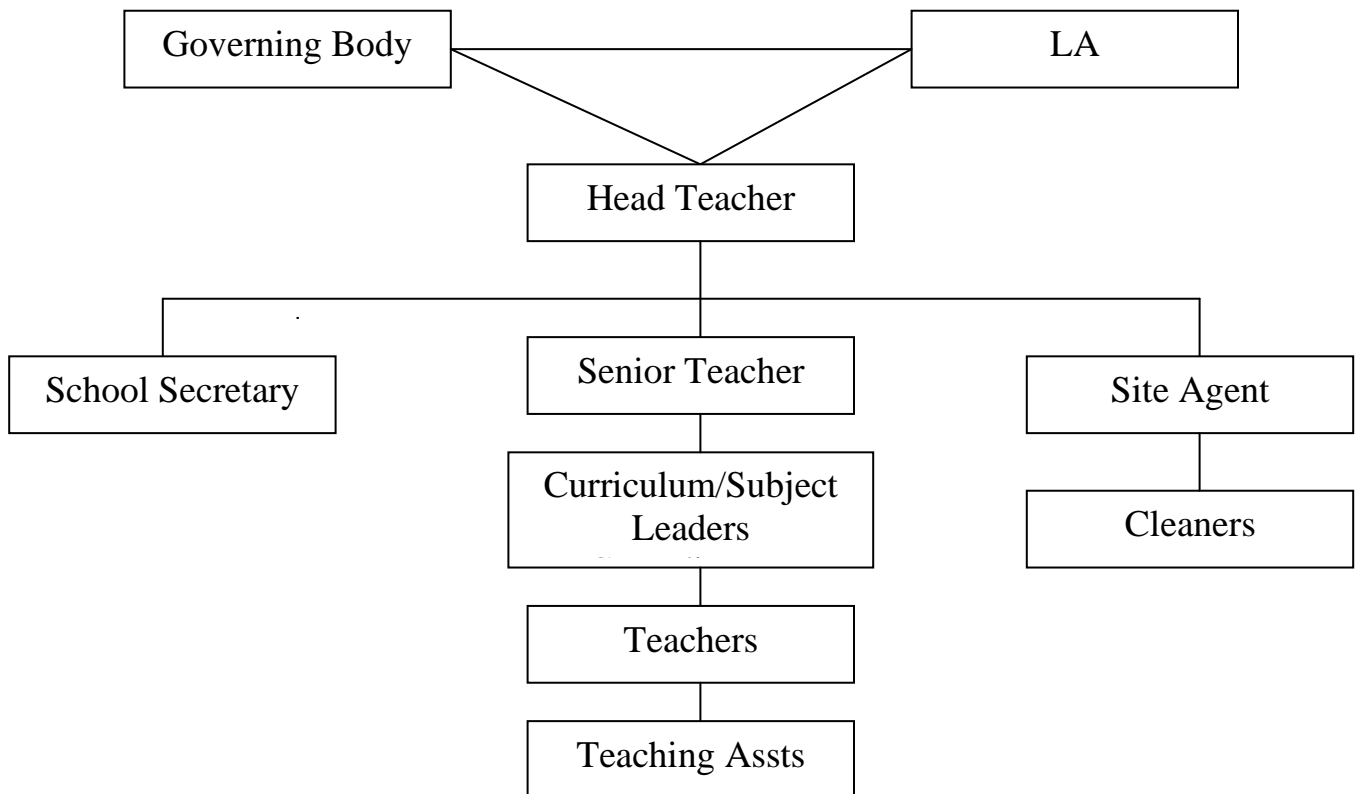 Governing Body
LA
Head Teacher
School Secretary
Senior Teacher
Site Agent
Curriculum/Subject
Leaders
Cleaners
Teachers
Teaching Assts